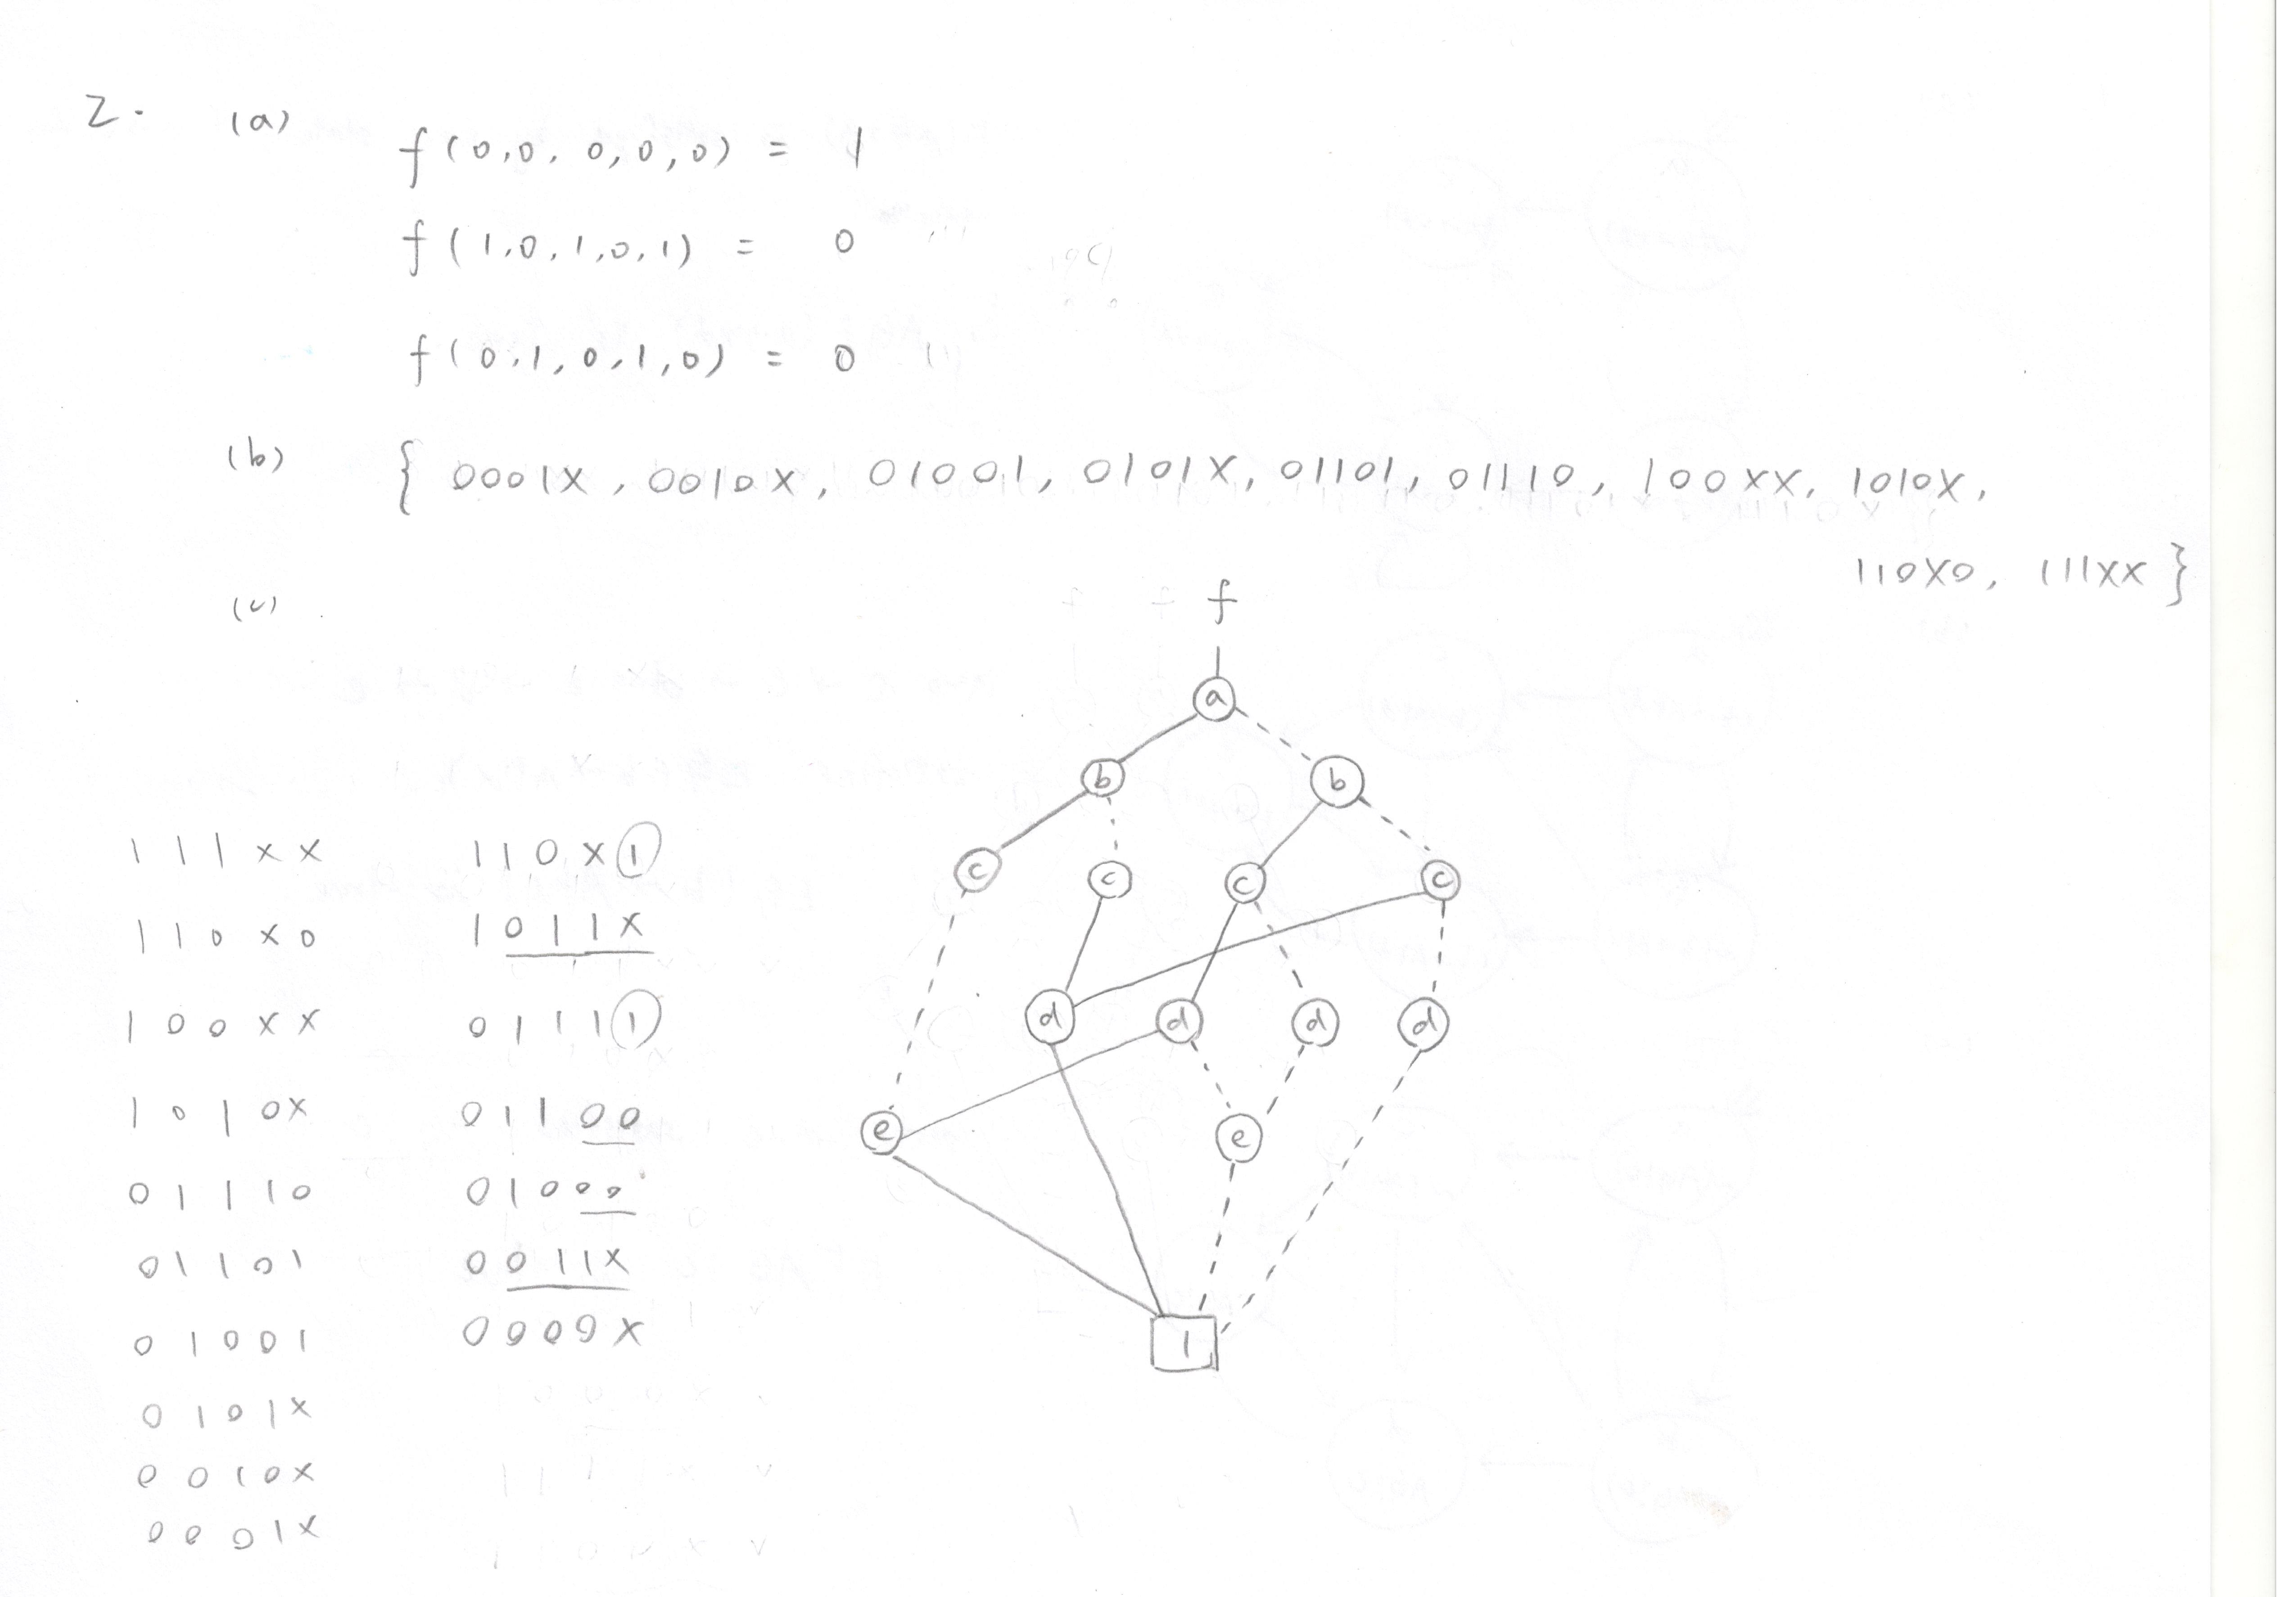 2. (a)
f(0,0,0,0,0) = 1
f(1,0,1,0,1) = 0
f(0,1,0,1,0) = 0
(b) { 0001X, 0010X, 01001, 0101X, 01101, 01110, 100XX, 1010X,
110X0, 111XX }
(c)
f
a
b b
c c c c
d d d d
e e
1
111XX 110X1
110X0 1011X
100XX 01111
1010X 01100
01110 01000
01101 0011X
01001 0000X
0101X
0010X
0001X